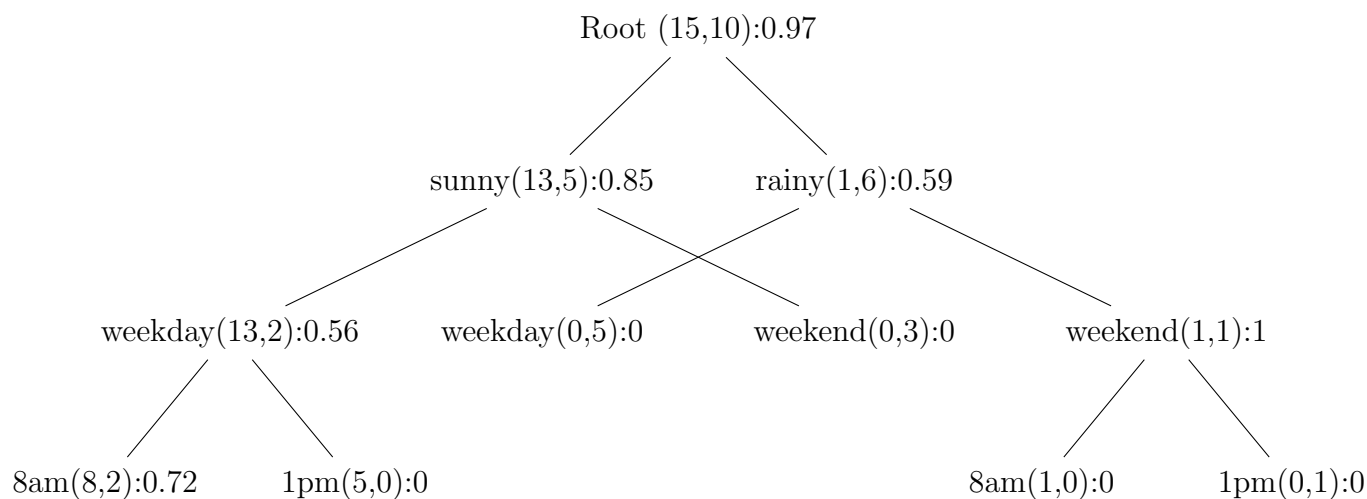 Root (15,10):0.97
sunny(13,5):0.85 rainy(1,6):0.59
weekday(13,2):0.56 weekday(0,5):0 weekend(0,3):0 weekend(1,1):1
8am(8,2):0.72 1pm(5,0):0 8am(1,0):0 1pm(0,1):0